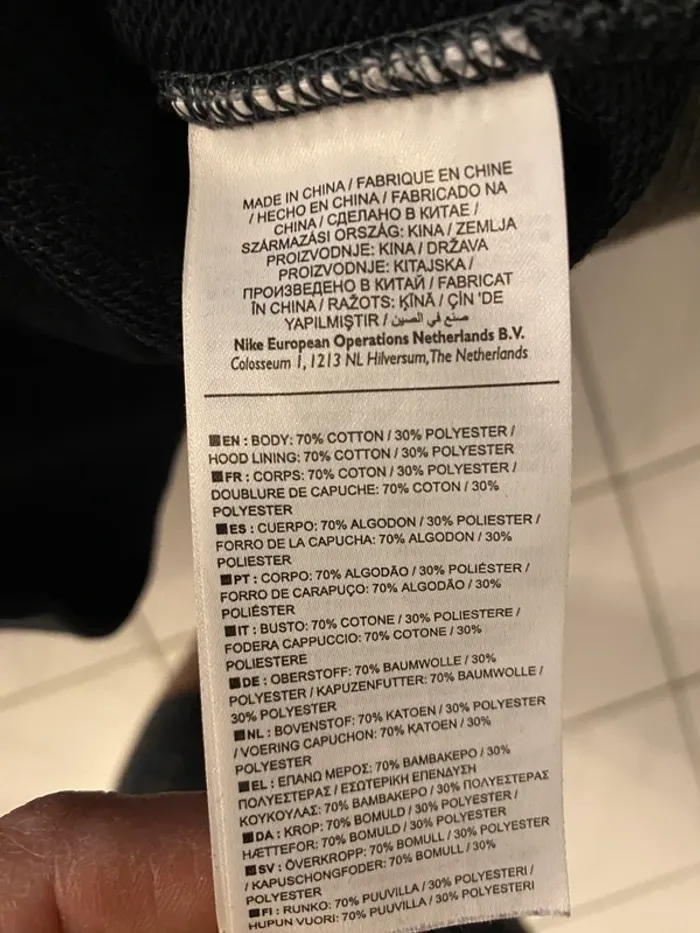 MADE IN CHINA / FABRIQUE EN CHINE
/ HECHO EN CHINA / FABRICADO NA
CHINA / СДЕЛАНО В КИТАЕ /
SZÁRMAZÁSI ORSZÁG: KINA / ZEMLJA
PROIZVODNJE: KINA / DRŽAVA
PROIZVODNJE: KITAJSKA /
ПРОИЗВЕДЕНО В КИТАЙ / FABRICAT
ÎN CHINA / RAŽOTS: ĶĪNĀ / ÇİN 'DE
YAPILMIŞTIR / صنع في الصين
Nike European Operations Netherlands B.V.
Colosseum 1, 1213 NL Hilversum, The Netherlands
EN : BODY: 70% COTTON / 30% POLYESTER /
HOOD LINING: 70% COTTON / 30% POLYESTER
FR : CORPS: 70% COTON / 30% POLYESTER /
DOUBLURE DE CAPUCHE: 70% COTON / 30%
POLYESTER
ES : CUERPO: 70% ALGODON / 30% POLIESTER /
FORRO DE LA CAPUCHA: 70% ALGODON / 30%
POLIESTER
PT : CORPO: 70% ALGODÃO / 30% POLIÉSTER /
FORRO DE CARAPUÇO: 70% ALGODÃO / 30%
POLIÉSTER
IT : BUSTO: 70% COTONE / 30% POLIESTERE /
FODERA CAPPUCCIO: 70% COTONE / 30%
POLIESTERE
DE : OBERSTOFF: 70% BAUMWOLLE / 30%
POLYESTER / KAPUZENFUTTER: 70% BAUMWOLLE /
30% POLYESTER
NL : BOVENSTOF: 70% KATOEN / 30% POLYESTER
/ VOERING CAPUCHON: 70% KATOEN / 30%
POLYESTER
EL : ΕΠΑΝΩ ΜΕΡΟΣ: 70% ΒΑΜΒΑΚΕΡΟ / 30%
ΠΟΛΥΕΣΤΕΡΑΣ / ΕΣΩΤΕΡΙΚΗ ΕΠΕΝΔΥΣΗ
ΚΟΥΚΟΥΛΑΣ: 70% ΒΑΜΒΑΚΕΡΟ / 30% ΠΟΛΥΕΣΤΕΡΑΣ
DA : KROP: 70% BOMULD / 30% POLYESTER /
HÆTTEFOR: 70% BOMULD / 30% POLYESTER
SV : ÖVERKROPP: 70% BOMULL / 30% POLYESTER
/ KAPUSCHONGFODER: 70% BOMULL / 30%
POLYESTER
FI : RUNKO: 70% PUUVILLA / 30% POLYESTERI /
HUPUN VUORI: 70% PUUVILLA / 30% POLYESTERI